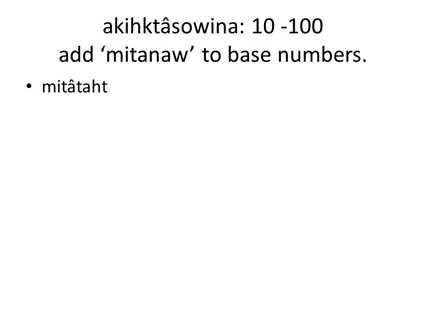 akihktâsowina: 10 -100
add ‘mitanaw’ to base numbers.
• mitâtaht